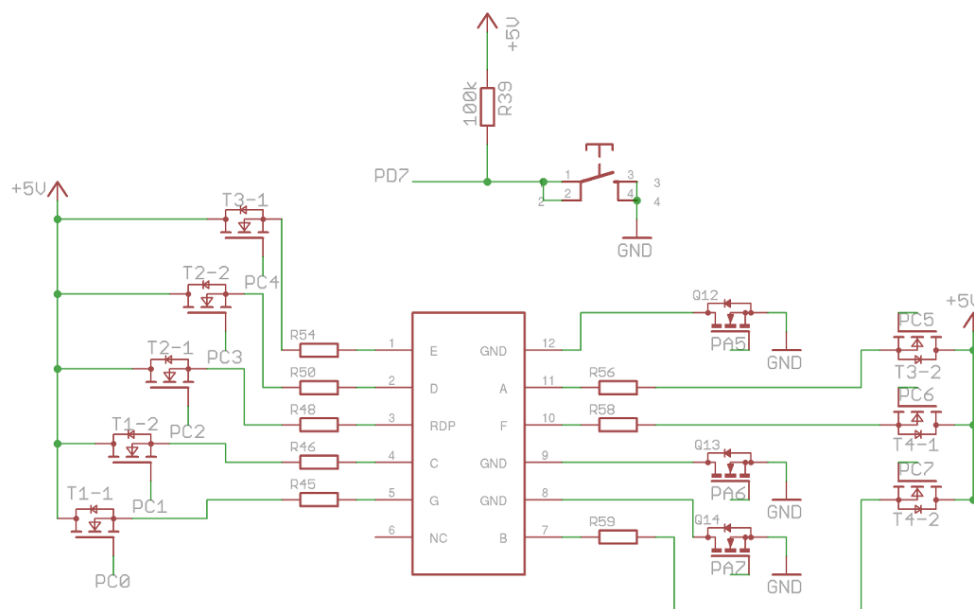 +5V
100k
R39
PD7
1
2
2
3
4
3
4
GND
+5V
T3-1
PC4
T2-2
PC3
T2-1
PC2
T1-2
PC1
T1-1
PC0
R54
R50
R48
R46
R45
1
2
3
4
5
6
E
D
RDP
C
G
NC
GND
A
F
GND
GND
B
12
11
10
9
8
7
R56
R58
R59
Q12
PA5
GND
Q13
PA6
GND
Q14
PA7
GND
+5V
PC5
T3-2
PC6
T4-1
PC7
T4-2